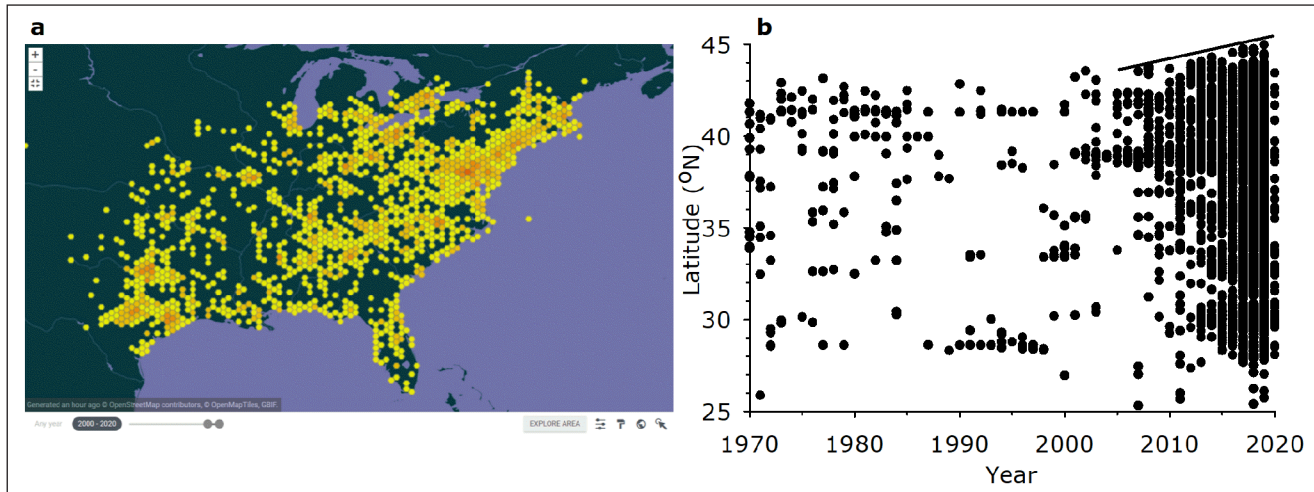 a
+
-
Generated an hour ago © OpenStreetMap contributors, © OpenMapTiles, GBIF.
Any year
2000 - 2020
EXPLORE AREA
b
45
40
35
30
25
Latitude (°N)
1970 1980 1990 2000 2010 2020
Year